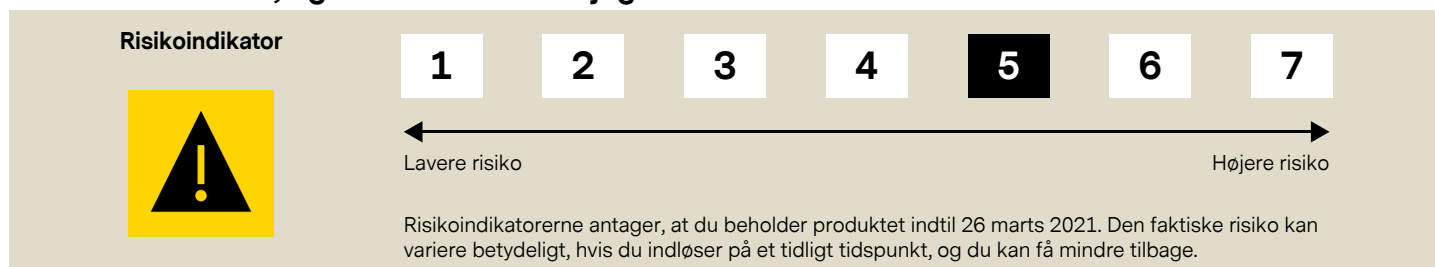 Risikoindikator
1 2 3 4 5 6 7
Lavere risiko Højere risiko
Risikoindikatorerne antager, at du beholder produktet indtil 26 marts 2021. Den faktiske risiko kan
variere betydeligt, hvis du indløser på et tidligt tidspunkt, og du kan få mindre tilbage.